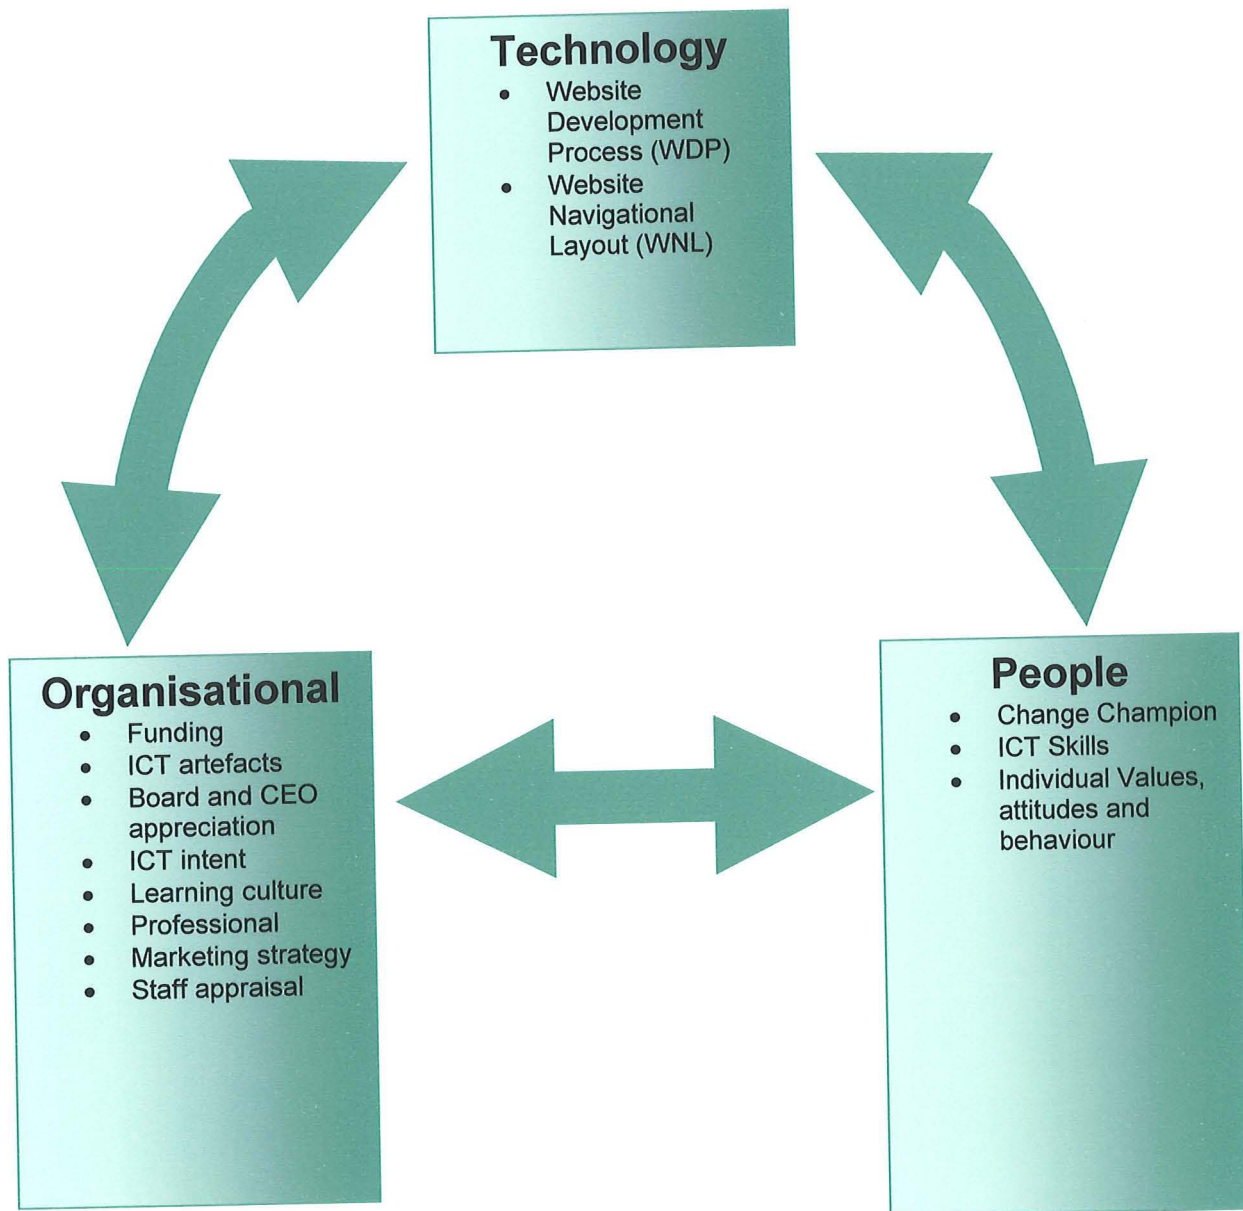 Technology
• Website
Development
Process (WDP)
• Website
Navigational
Layout (WNL)
Organisational
• Funding
• ICT artefacts
• Board and CEO
appreciation
• ICT intent
• Learning culture
• Professional
• Marketing strategy
• Staff appraisal
People
• Change Champion
• ICT Skills
• Individual Values,
attitudes and
behaviour